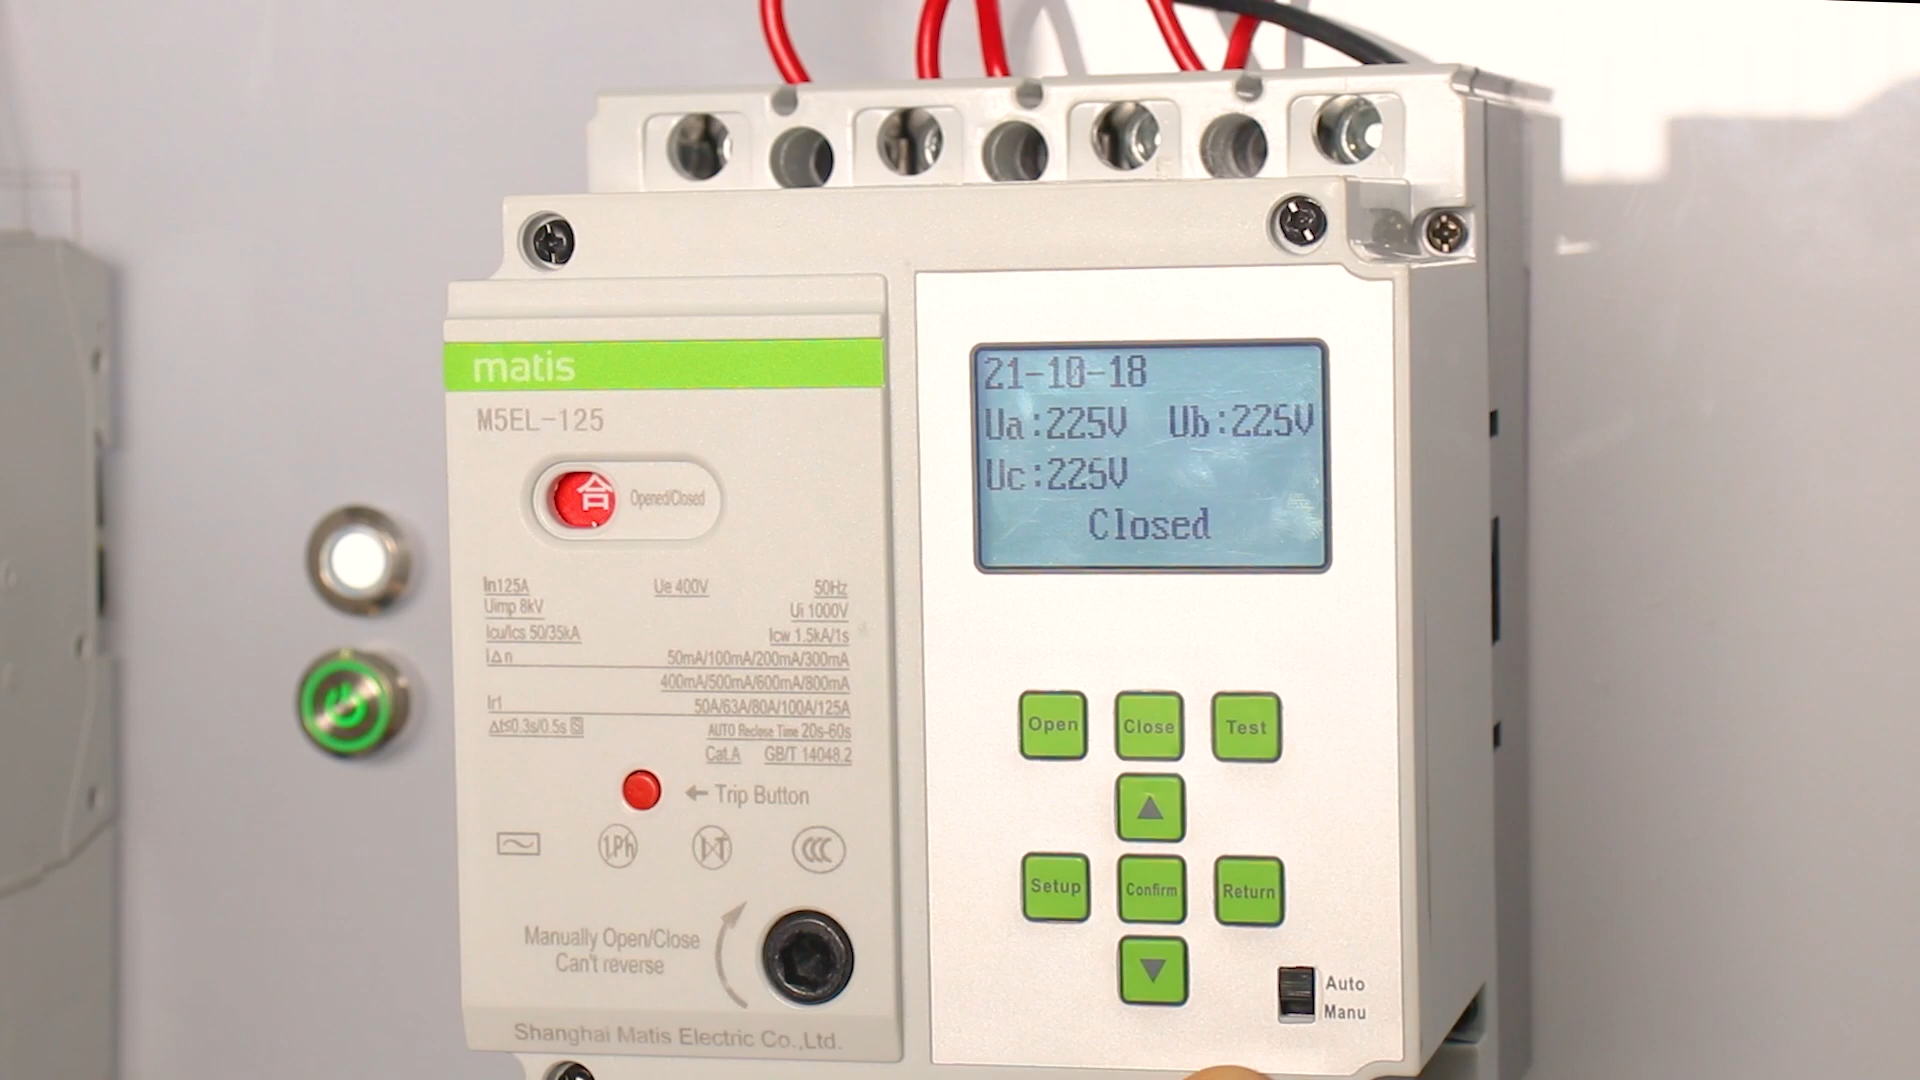 matis
M5EL-125
合 Opened/Closed
In125A Ue 400V 50Hz
Uimp 8kV Ui 1000V
Icu/Ics 50/35kA Icw 1.5kA/1s
I△n 50mA/100mA/200mA/300mA
400mA/500mA/600mA/800mA
Ir1 50A/63A/80A/100A/125A
△t≤0.3s/0.5s S AUTO Reclose Time 20s-60s
Cat.A GB/T 14048.2
← Trip Button
1.Ph CCC
Manually Open/Close
Can't reverse
Shanghai Matis Electric Co.,Ltd.
21-10-18
Ua:225V Ub:225V
Uc:225V
Closed
Open Close Test
Setup Confirm Return
Auto
Manu